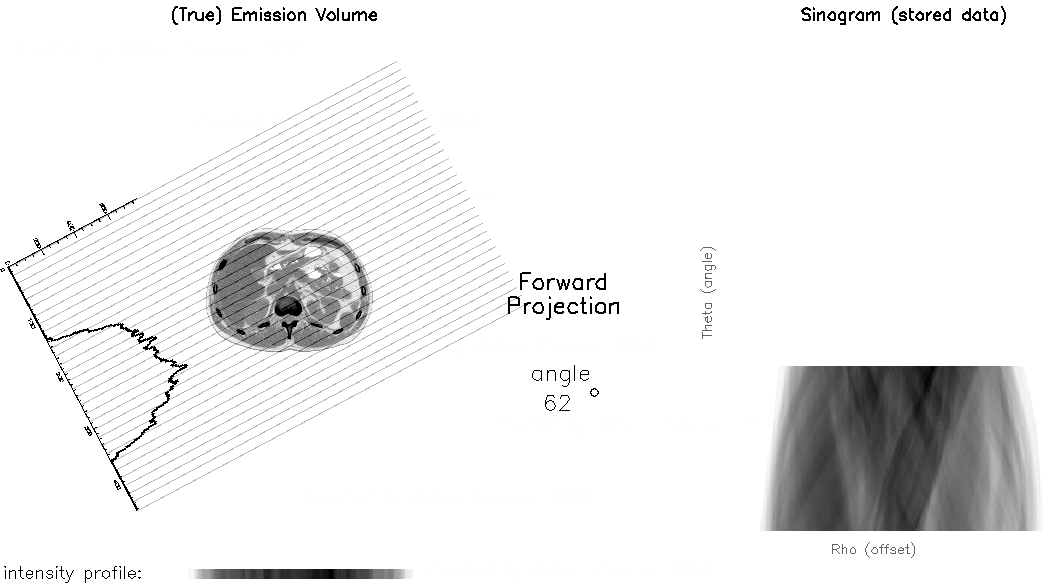 (True) Emission Volume
Sinogram (stored data)
Forward
Projection
angle
62°
Theta (angle)
Rho (offset)
intensity profile: